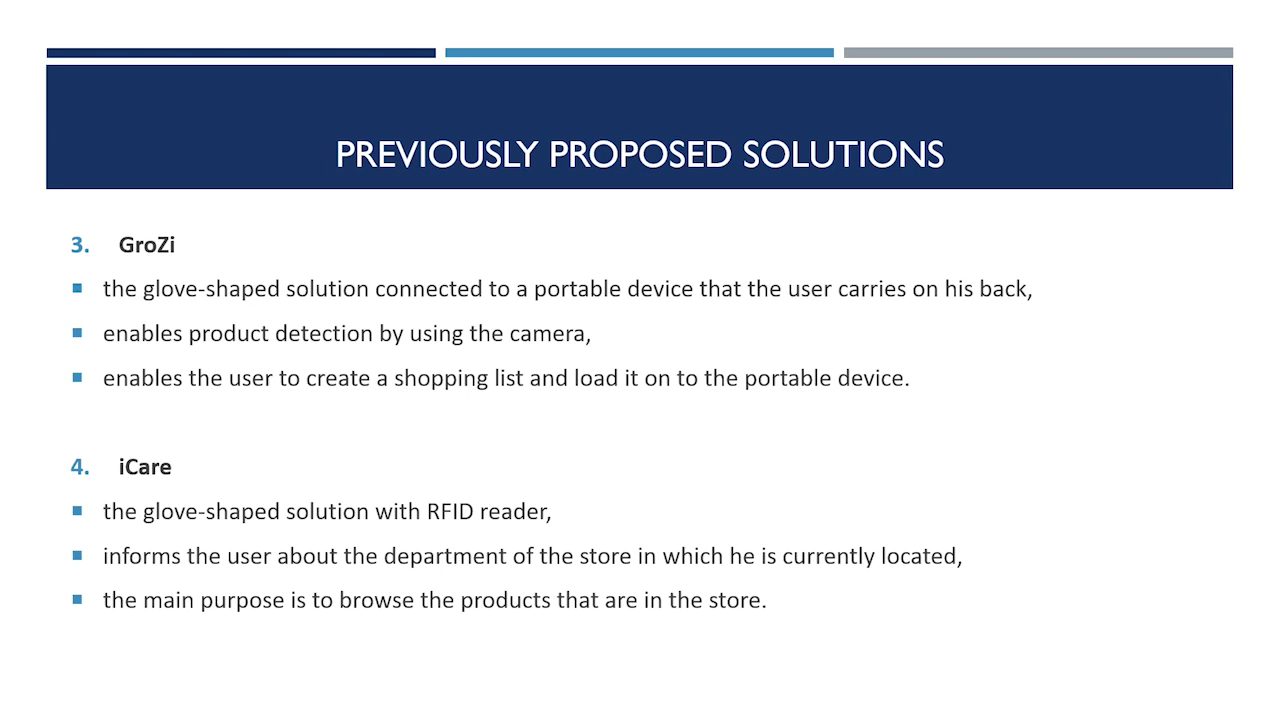 PREVIOUSLY PROPOSED SOLUTIONS
3. GroZi
▪ the glove-shaped solution connected to a portable device that the user carries on his back,
▪ enables product detection by using the camera,
▪ enables the user to create a shopping list and load it on to the portable device.
4. iCare
▪ the glove-shaped solution with RFID reader,
▪ informs the user about the department of the store in which he is currently located,
▪ the main purpose is to browse the products that are in the store.